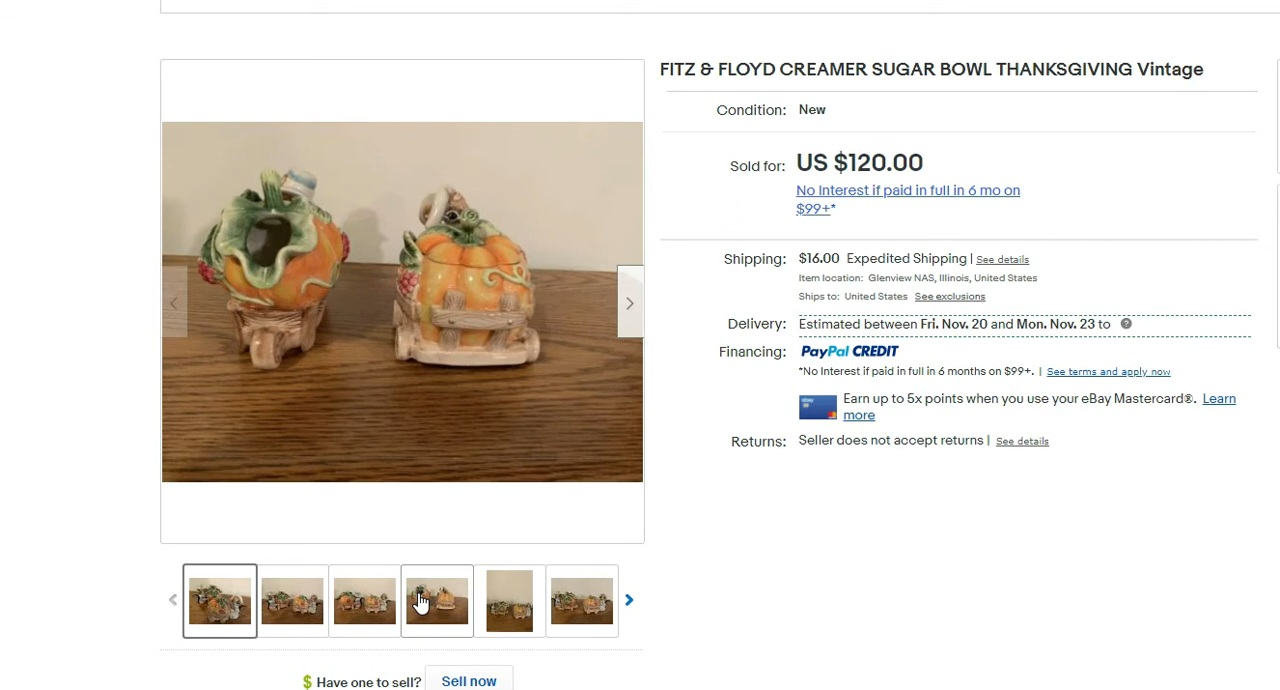 FITZ & FLOYD CREAMER SUGAR BOWL THANKSGIVING Vintage
Condition: New
Sold for: US $120.00
No Interest if paid in full in 6 mo on
$99+*
Shipping: $16.00 Expedited Shipping | See details
Item location: Glenview NAS, Illinois, United States
Ships to: United States See exclusions
Delivery: Estimated between Fri. Nov. 20 and Mon. Nov. 23 to ?
Financing: PayPal CREDIT
*No Interest if paid in full in 6 months on $99+. | See terms and apply now
Earn up to 5x points when you use your eBay Mastercard®. Learn
more
Returns: Seller does not accept returns | See details
$ Have one to sell? Sell now